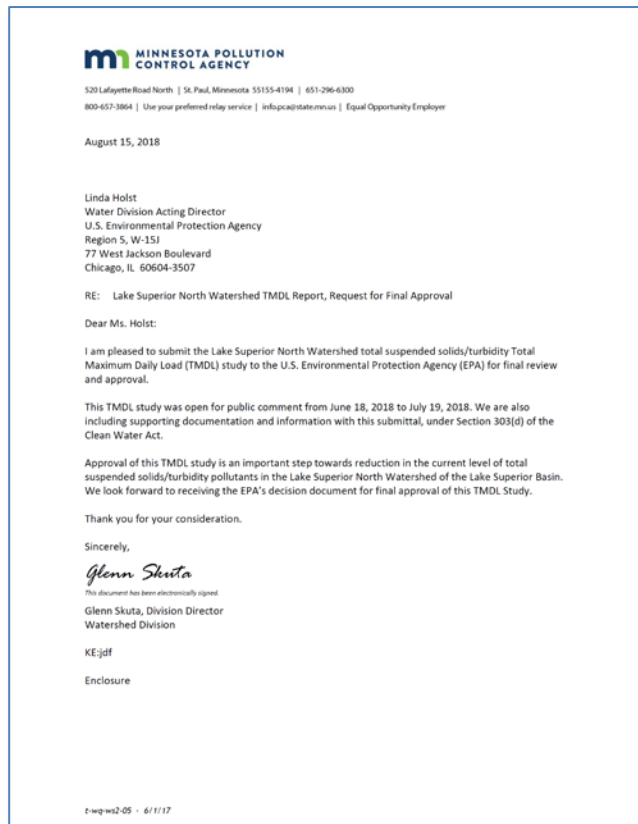 MINNESOTA POLLUTION
CONTROL AGENCY
520 Lafayette Road North | St. Paul, Minnesota 55155-4194 | 651-296-6300
800-657-3864 | Use your preferred relay service | info.pca@state.mn.us | Equal Opportunity Employer
August 15, 2018
Linda Holst
Water Division Acting Director
U.S. Environmental Protection Agency
Region 5, W-15J
77 West Jackson Boulevard
Chicago, IL 60604-3507
RE: Lake Superior North Watershed TMDL Report, Request for Final Approval
Dear Ms. Holst:
I am pleased to submit the Lake Superior North Watershed total suspended solids/turbidity Total
Maximum Daily Load (TMDL) study to the U.S. Environmental Protection Agency (EPA) for final review
and approval.
This TMDL study was open for public comment from June 18, 2018 to July 19, 2018. We are also
including supporting documentation and information with this submittal, under Section 303(d) of the
Clean Water Act.
Approval of this TMDL study is an important step towards reduction in the current level of total
suspended solids/turbidity pollutants in the Lake Superior North Watershed of the Lake Superior Basin.
We look forward to receiving the EPA's decision document for final approval of this TMDL Study.
Thank you for your consideration.
Sincerely,
Glenn Skuta
This document has been electronically signed.
Glenn Skuta, Division Director
Watershed Division
KE:jdf
Enclosure
t-wq-ws2-05 · 6/1/17